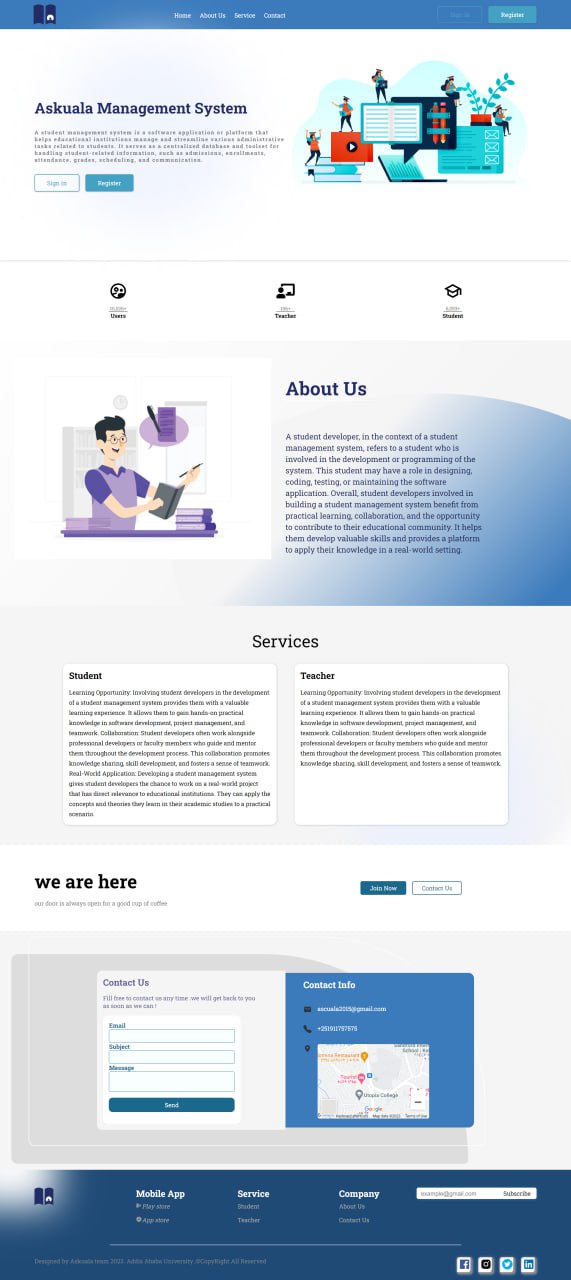 Home About Us Service Contact
Sign in Register
Askuala Management System
A student management system is a software application or platform that
helps educational institutions manage and streamline various administrative
tasks related to students. It serves as a centralized database and toolset for
handling student-related information, such as admissions, enrollments,
attendance, grades, scheduling, and communication.
Sign in Register
Users Teacher Student
About Us
A student developer, in the context of a student
management system, refers to a student who is
involved in the development or programming of the
system. This student may have a role in designing,
coding, testing, or maintaining the software
application. Overall, student developers involved in
building a student management system benefit from
practical learning, collaboration, and the opportunity
to contribute to their educational community. It helps
them develop valuable skills and provides a platform
to apply their knowledge in a real-world setting.
Services
Student
Learning Opportunity: Involving student developers in the development
of a student management system provides them with a valuable
learning experience. It allows them to gain hands-on practical
knowledge in software development, project management, and
teamwork. Collaboration: Student developers often work alongside
professional developers or faculty members who guide and mentor
them throughout the development process. This collaboration promotes
knowledge sharing, skill development, and fosters a sense of teamwork.
Real-World Application: Developing a student management system
gives student developers the chance to work on a real-world project
that has direct relevance to educational institutions. They can apply the
concepts and theories they learn in their academic studies to a practical
scenario.
Teacher
Learning Opportunity: Involving student developers in the development
of a student management system provides them with a valuable
learning experience. It allows them to gain hands-on practical
knowledge in software development, project management, and
teamwork. Collaboration: Student developers often work alongside
professional developers or faculty members who guide and mentor
them throughout the development process. This collaboration promotes
knowledge sharing, skill development, and fosters a sense of teamwork.
we are here
our door is always open for a good cup of coffee
Join Now Contact Us
Contact Us
Fill free to contact us any time .we will get back to you
as soon as we can !
Email
Subject
Message
Send
Contact Info
ascuala2015@gmail.com
+251911757575
Restaurant
Tourist
Utopia College
Google
Keyboard shortcuts Map data ©2023 Terms of Use
Mobile App
Play store
App store
Service
Student
Teacher
Company
About Us
Contact Us
example@gmail.com Subscribe
Designed by Askuala team 2023. Addis Ababa University .©CopyRight All Reserved